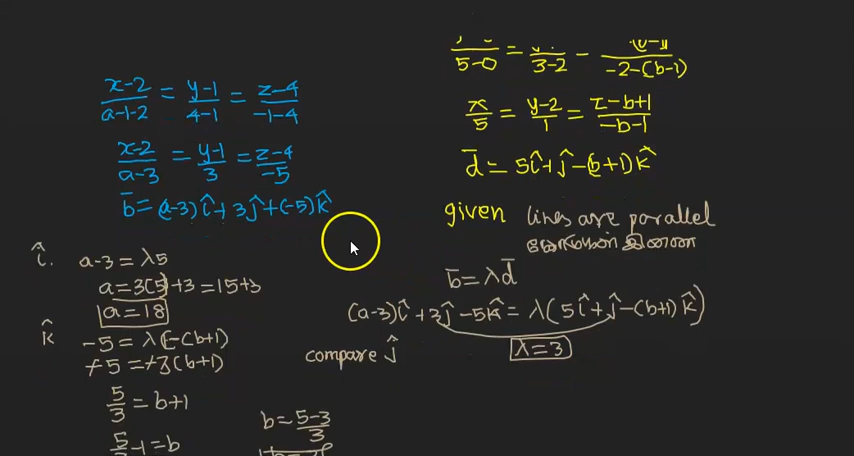 x-2/a-1-2 = y-1/4-1 = z-4/-1-4
x-2/a-3 = y-1/3 = z-4/-5
b̄ = (a-3)î + 3ĵ + (-5)k̂
5-0 = 3-2 - -2-(b-1)
x/5 = y-2/1 = z-b+1/-b-1
d̄ = 5î + ĵ - (b+1)k̂
given lines are parallel
b̄ = λd̄
(a-3)î + 3ĵ - 5k̂ = λ(5î + ĵ - (b+1)k̂)
compare ĵ λ = 3
î. a-3 = λ5
a = 3(5)+3 = 15+3
a = 18
k̂ -5 = λ(-(b+1)
+5 = +3(b+1)
5/3 = b+1
-1 = b
b = 5-3/3